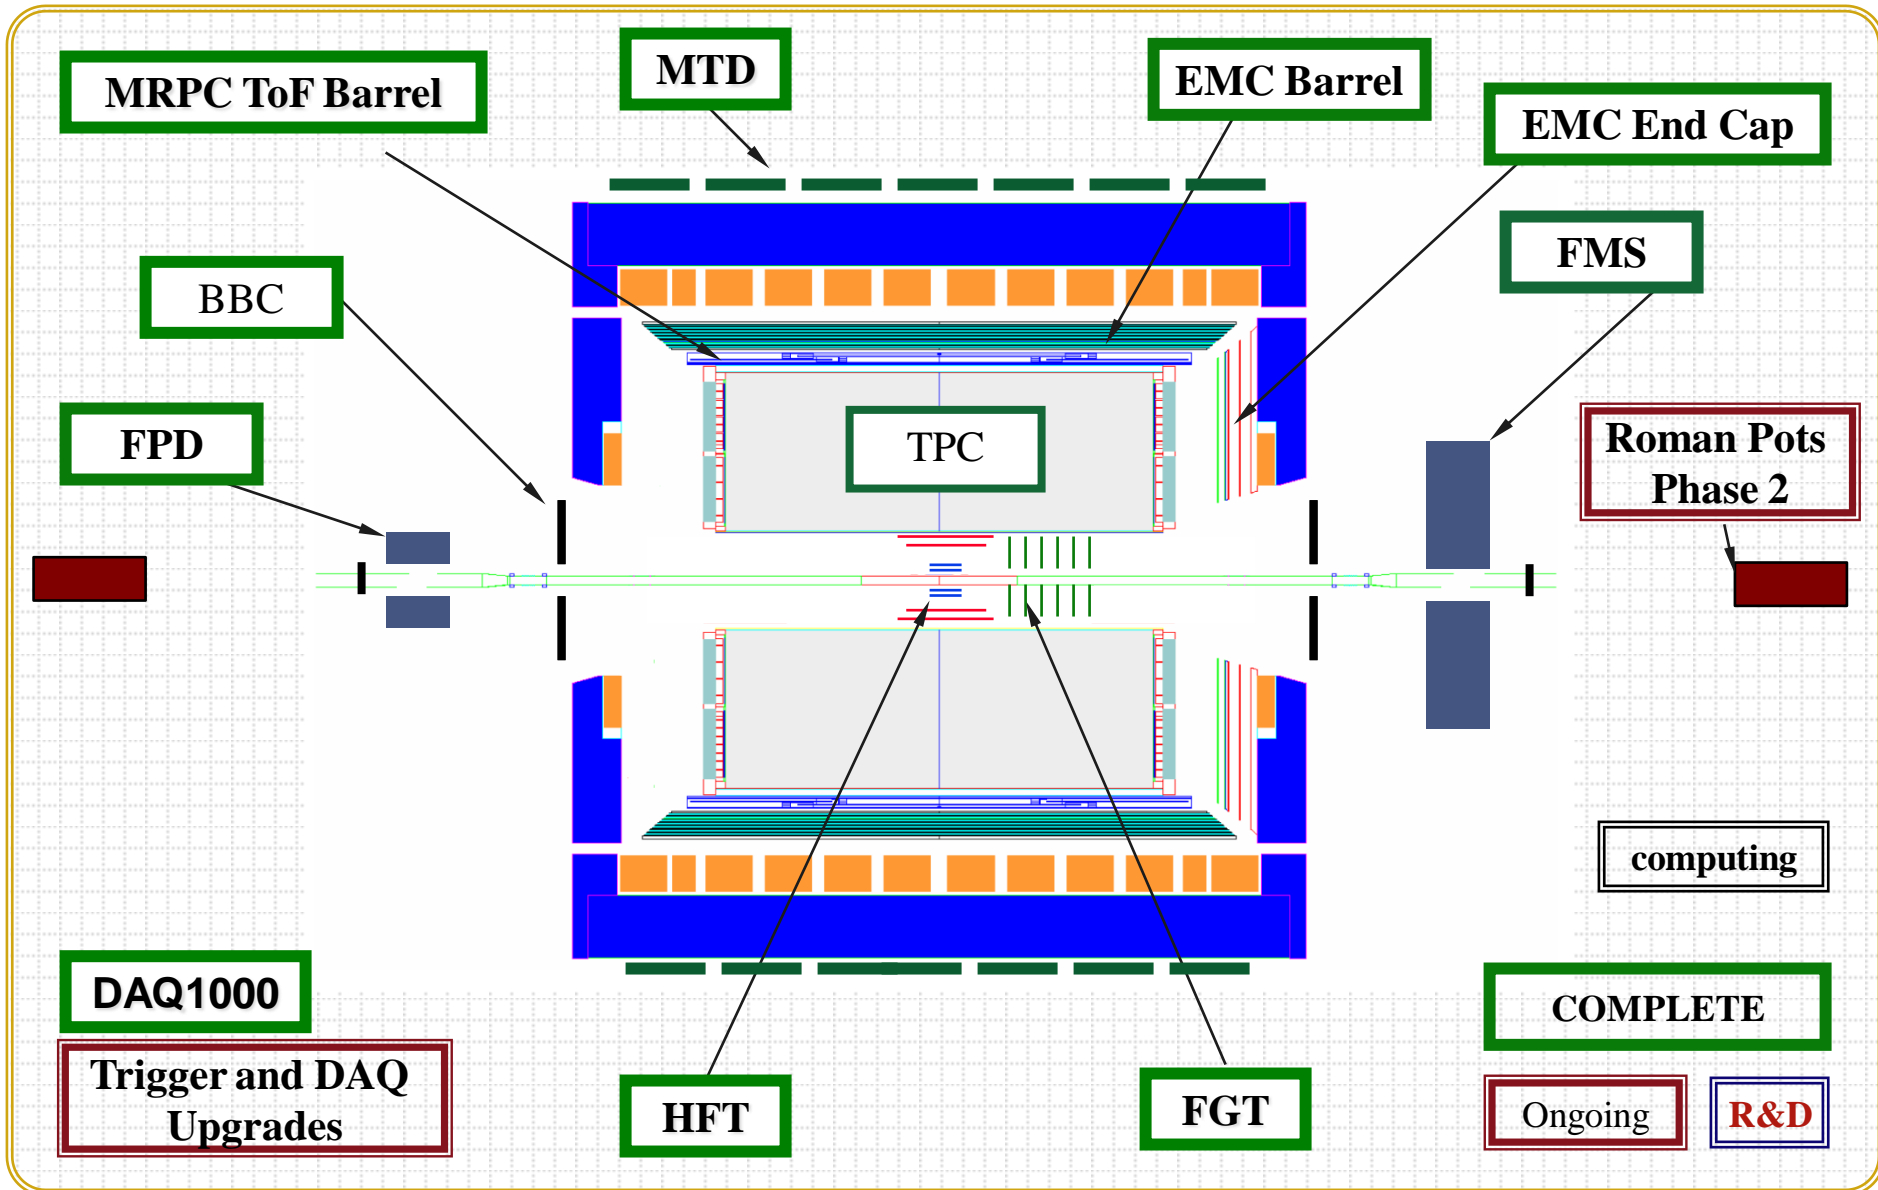 MRPC ToF Barrel
MTD
EMC Barrel
EMC End Cap
BBC
FMS
FPD
TPC
Roman Pots
Phase 2
computing
DAQ1000
COMPLETE
Trigger and DAQ
Upgrades
HFT
FGT
Ongoing
R&D